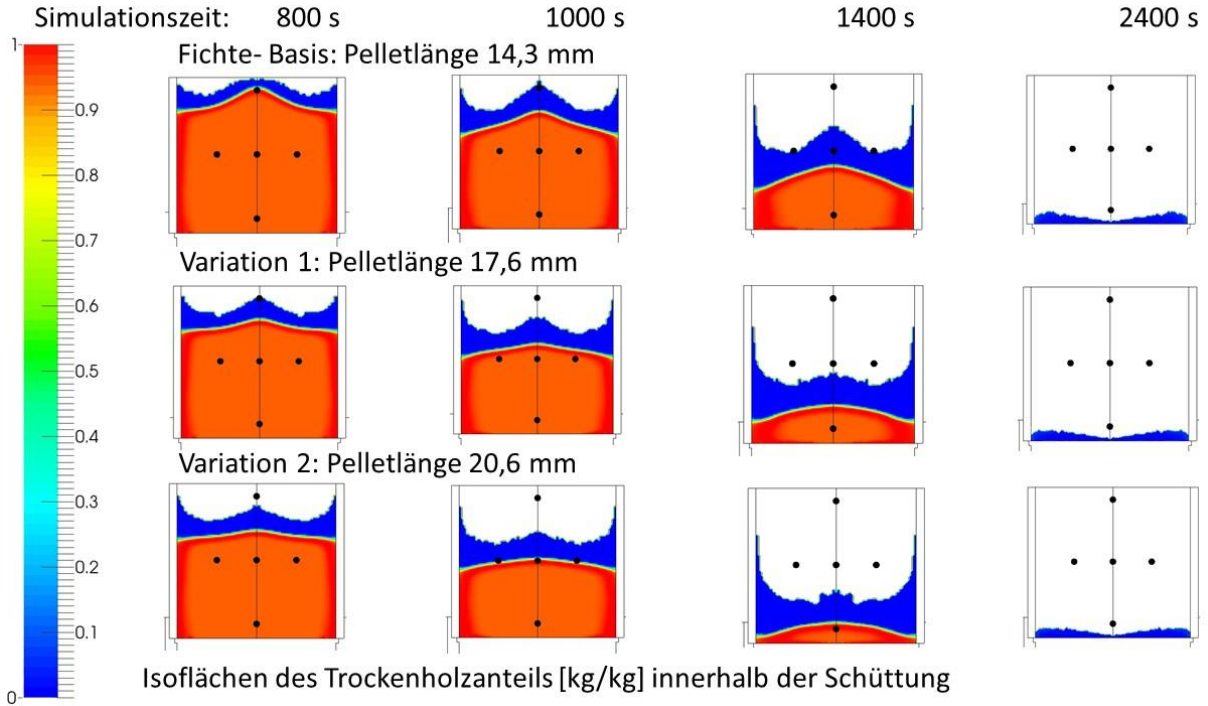 Simulationszeit: 800 s 1000 s 1400 s 2400 s
Fichte- Basis: Pelletlänge 14,3 mm
Variation 1: Pelletlänge 17,6 mm
Variation 2: Pelletlänge 20,6 mm
1
0.9
0.8
0.7
0.6
0.5
0.4
0.3
0.2
0.1
0
Isoflächen des Trockenholzanteils [kg/kg] innerhalb der Schüttung